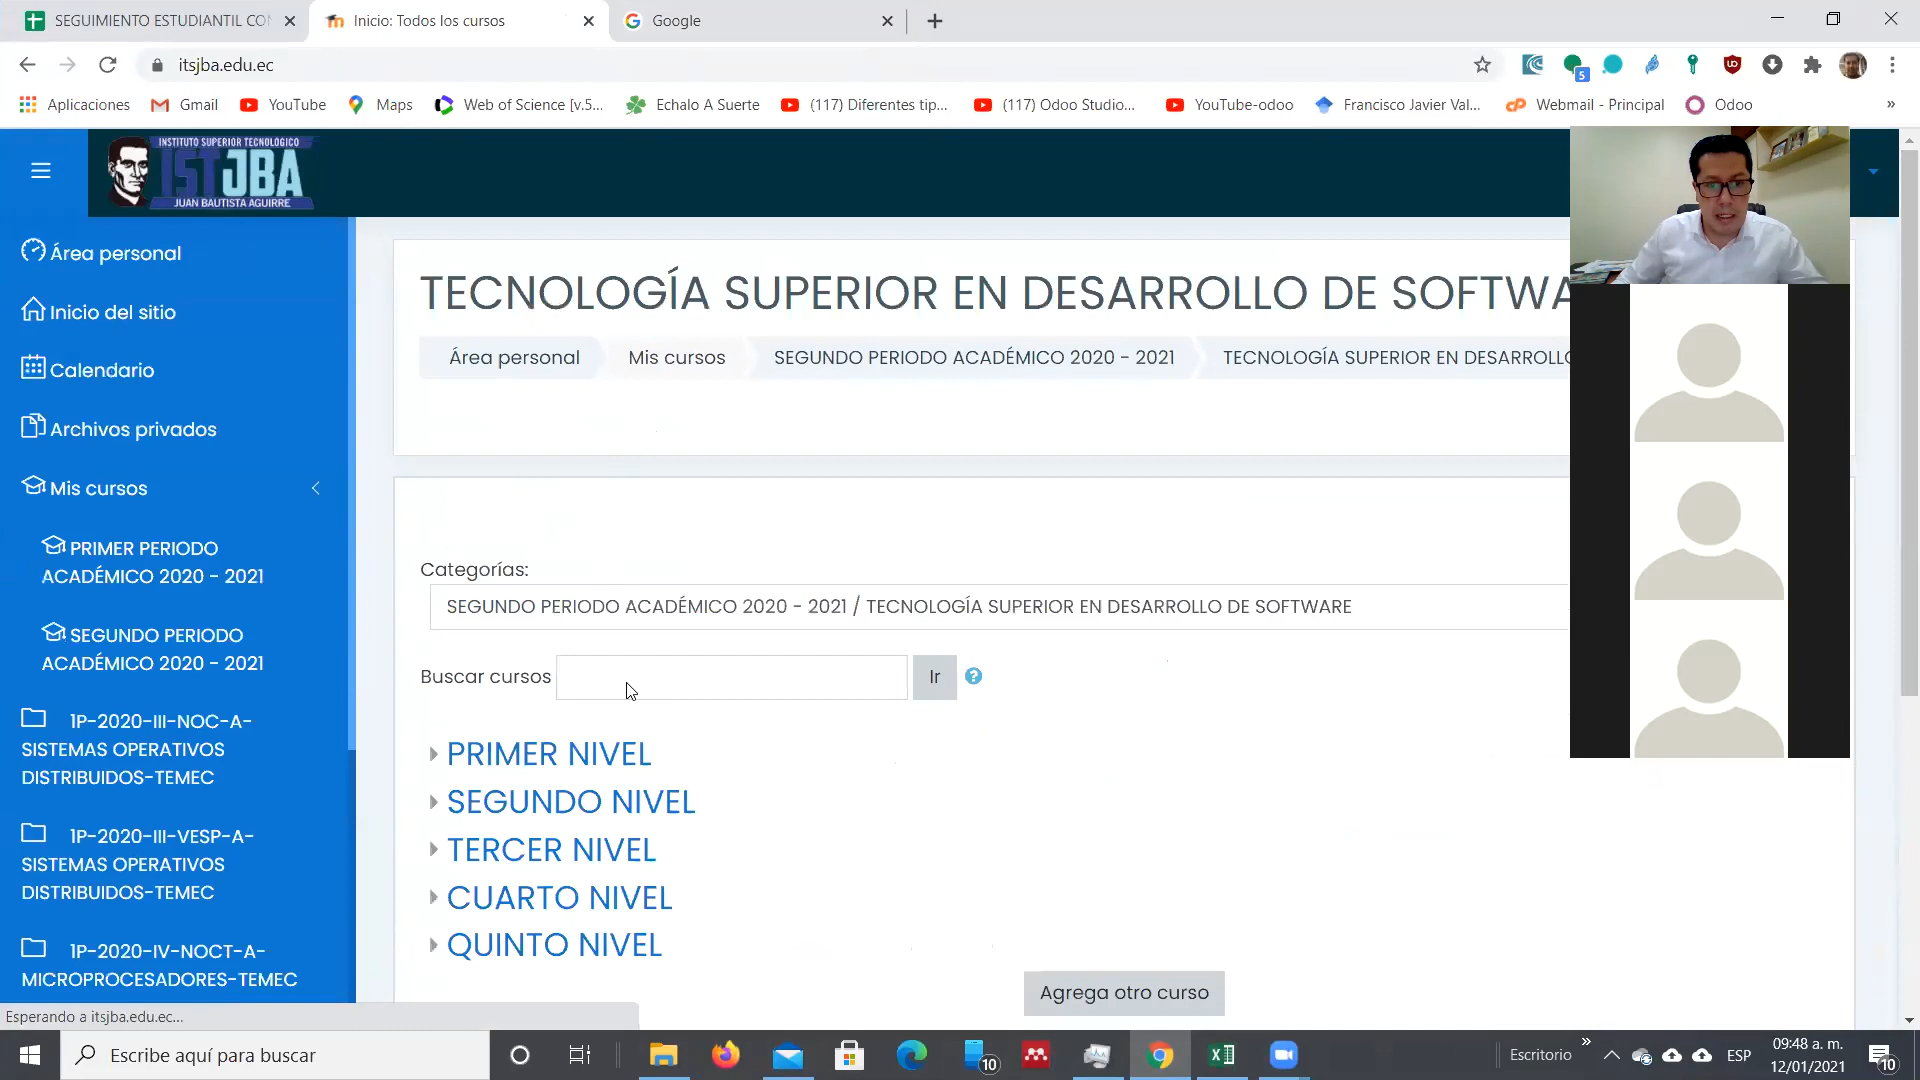 SEGUIMIENTO ESTUDIANTIL CO
Inicio: Todos los cursos
Google
itsjba.edu.ec
5
Aplicaciones
Gmail
YouTube
Maps
Web of Science [v.5...
Echalo A Suerte
(117) Diferentes tip...
(117) Odoo Studio...
YouTube-odoo
Francisco Javier Val...
Webmail - Principal
Odoo
»
INSTITUTO SUPERIOR TECNOLÓGICO
ISTJBA
JUAN BAUTISTA AGUIRRE
Área personal
Inicio del sitio
Calendario
Archivos privados
Mis cursos
PRIMER PERIODO
ACADÉMICO 2020 - 2021
SEGUNDO PERIODO
ACADÉMICO 2020 - 2021
1P-2020-III-NOC-A-
SISTEMAS OPERATIVOS
DISTRIBUIDOS-TEMEC
1P-2020-III-VESP-A-
SISTEMAS OPERATIVOS
DISTRIBUIDOS-TEMEC
1P-2020-IV-NOCT-A-
MICROPROCESADORES-TEMEC
TECNOLOGÍA SUPERIOR EN DESARROLLO DE SOFTWA
Área personal
Mis cursos
SEGUNDO PERIODO ACADÉMICO 2020 - 2021
TECNOLOGÍA SUPERIOR EN DESARROLLO
Categorías:
SEGUNDO PERIODO ACADÉMICO 2020 - 2021 / TECNOLOGÍA SUPERIOR EN DESARROLLO DE SOFTWARE
Buscar cursos
Ir
?
PRIMER NIVEL
SEGUNDO NIVEL
TERCER NIVEL
CUARTO NIVEL
QUINTO NIVEL
Agrega otro curso
Esperando a itsjba.edu.ec...
Escribe aquí para buscar
10
Escritorio
»
ESP
09:48 a. m.
12/01/2021
10